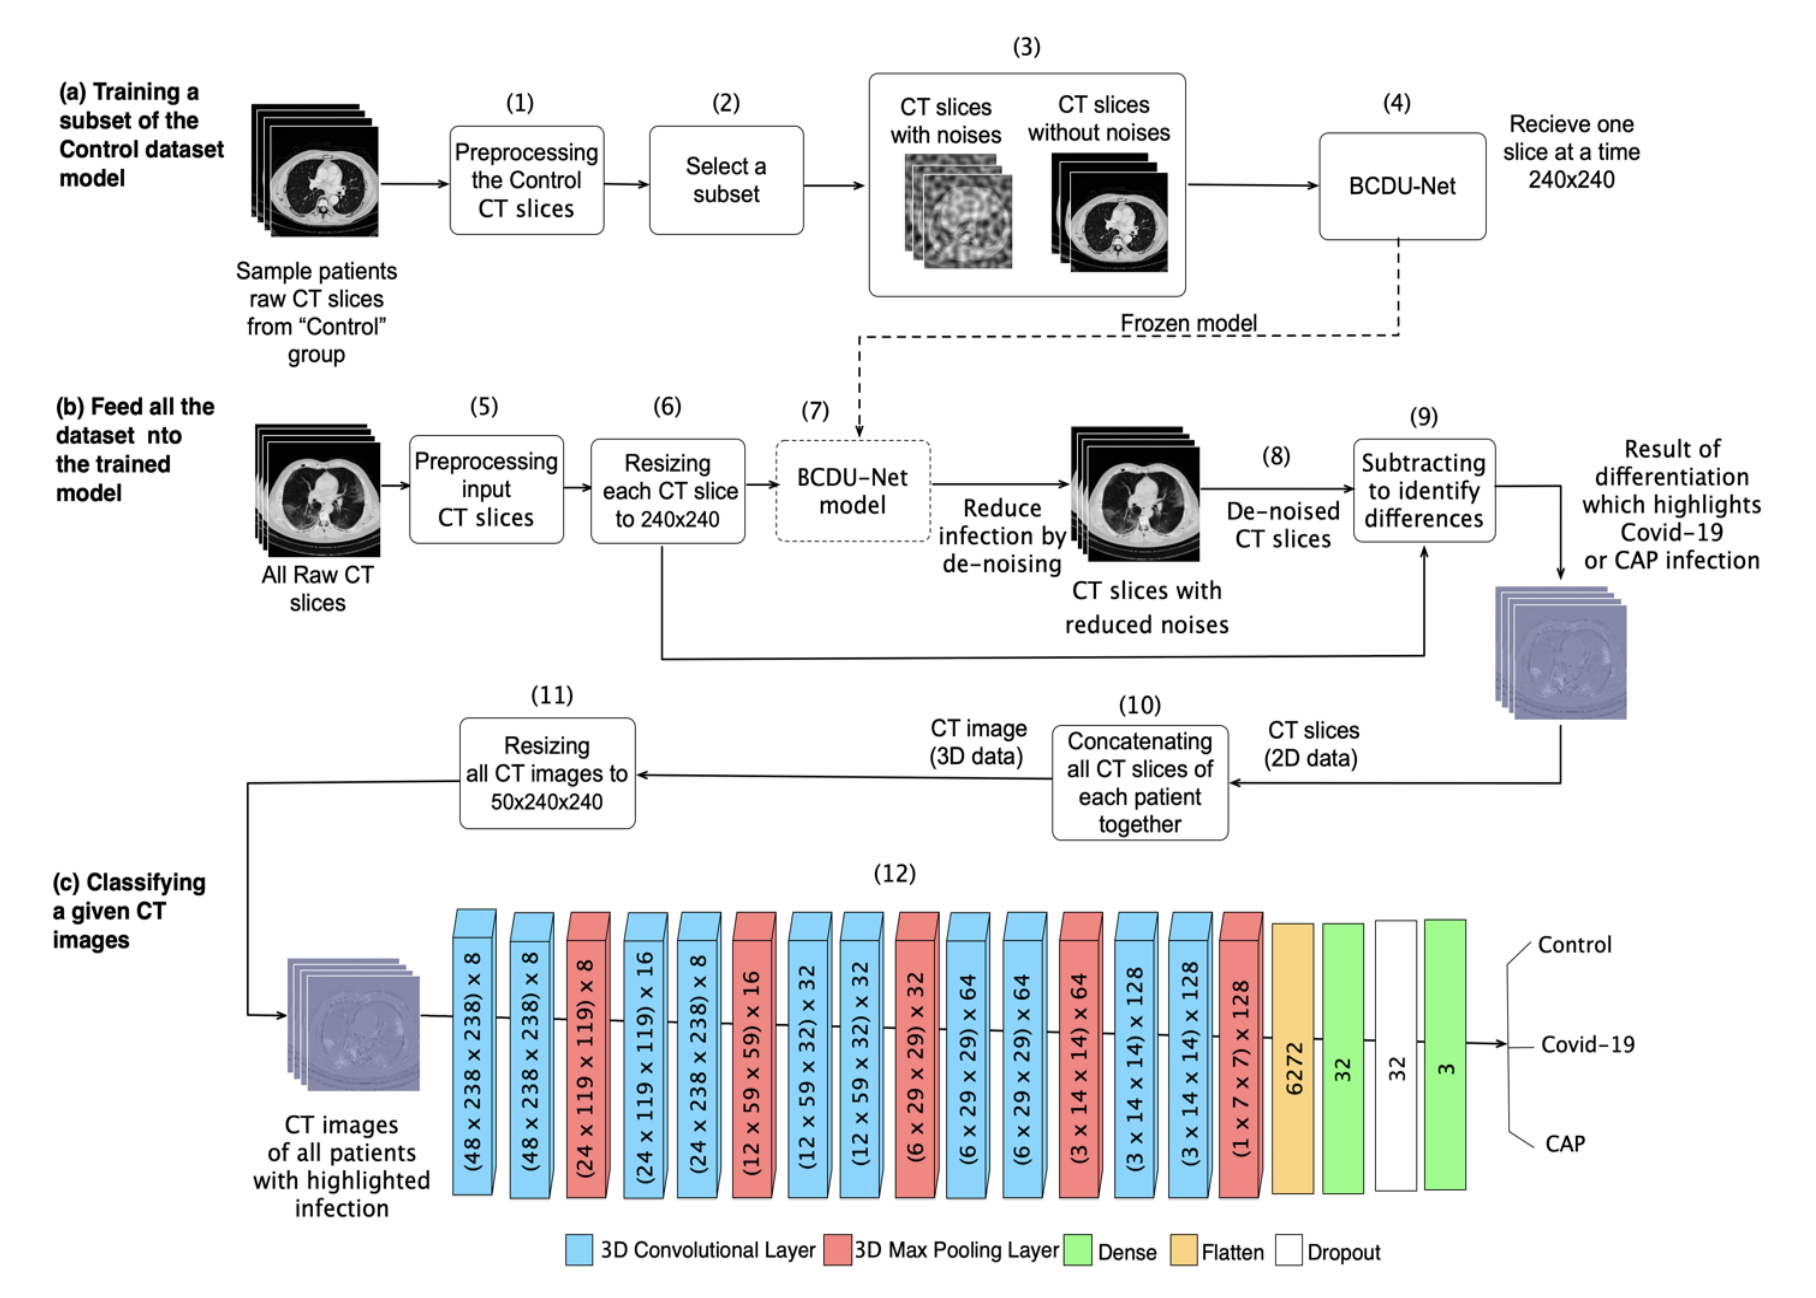 (a) Training a
subset of the
Control dataset
model
Sample patients
raw CT slices
from “Control”
group
(1)
Preprocessing
the Control
CT slices
(2)
Select a
subset
(3)
CT slices
with noises
CT slices
without noises
(4)
BCDU-Net
Recieve one
slice at a time
240x240
Frozen model
(b) Feed all the
dataset nto
the trained
model
All Raw CT
slices
(5)
Preprocessing
input
CT slices
(6)
Resizing
each CT slice
to 240x240
(7)
BCDU-Net
model
Reduce
infection by
de-noising
CT slices with
reduced noises
(8)
De-noised
CT slices
(9)
Subtracting
to identify
differences
Result of
differentiation
which highlights
Covid-19
or CAP infection
CT slices
(2D data)
(10)
Concatenating
all CT slices of
each patient
together
CT image
(3D data)
(11)
Resizing
all CT images to
50x240x240
(c) Classifying
a given CT
images
CT images
of all patients
with highlighted
infection
(12)
(48 x 238 x 238) x 8
(48 x 238 x 238) x 8
(24 x 119 x 119) x 8
(24 x 119 x 119) x 16
(24 x 238 x 238) x 8
(12 x 59 x 59) x 16
(12 x 59 x 32) x 32
(12 x 59 x 32) x 32
(6 x 29 x 29) x 32
(6 x 29 x 29) x 64
(6 x 29 x 29) x 64
(3 x 14 x 14) x 64
(3 x 14 x 14) x 128
(3 x 14 x 14) x 128
(1 x 7 x 7) x 128
6272
32
32
3
Control
Covid-19
CAP
3D Convolutional Layer
3D Max Pooling Layer
Dense
Flatten
Dropout